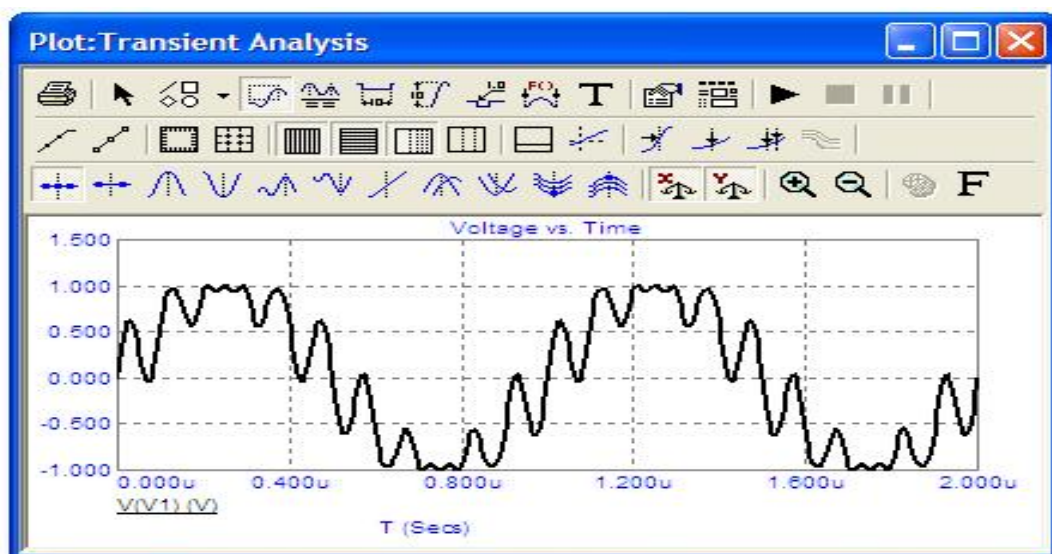 Plot:Transient Analysis
T
F
Voltage vs. Time
1.500
1.000
0.500
0.000
-0.500
-1.000
0.000u 0.400u 0.800u 1.200u 1.600u 2.000u
V(V1) (V)
T (Secs)